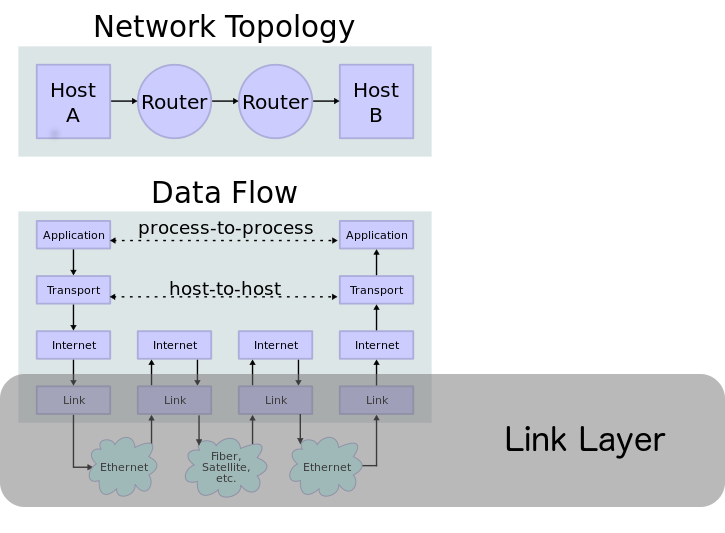 Network Topology
Host
A
Router
Router
Host
B
Data Flow
Application
process-to-process
Application
Transport
host-to-host
Transport
Internet
Internet
Internet
Internet
Link
Link
Link
Link
Link Layer
Ethernet
Fiber,
Satellite,
etc.
Ethernet